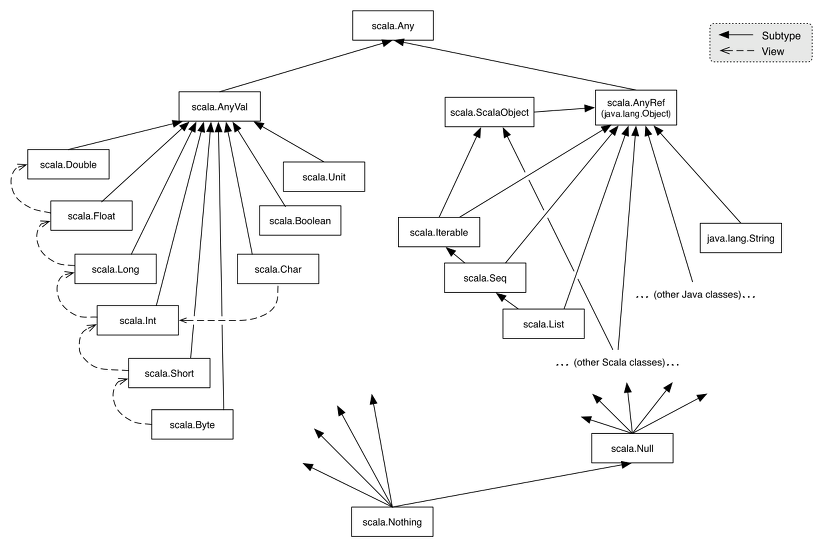 scala.Any
Subtype
View
scala.AnyVal
scala.ScalaObject
scala.AnyRef
(java.lang.Object)
scala.Double
scala.Unit
scala.Float
scala.Boolean
scala.Iterable
java.lang.String
scala.Long
scala.Char
scala.Seq
... (other Java classes)...
scala.Int
scala.List
... (other Scala classes)...
scala.Short
scala.Byte
scala.Null
scala.Nothing